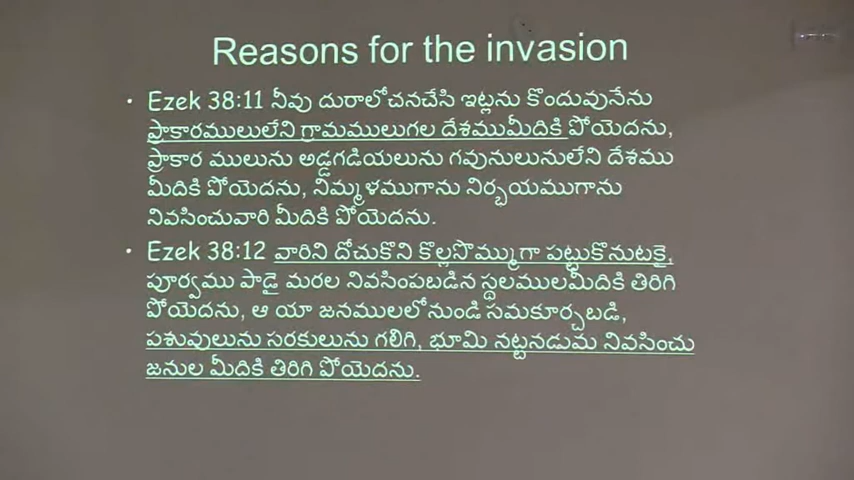 Reasons for the invasion
• Ezek 38:11 నీవు దురాలోచనచేసి ఇట్లను కొందువునేను
ప్రాకారములులేని గ్రామములుగల దేశముమీదికి పోయెదను,
ప్రాకార ములును అడ్డగడియలును గవునులునులేని దేశము
మీదికి పోయెదను, నిమ్మళముగాను నిర్భయముగాను
నివసించువారి మీదికి పోయెదను.
• Ezek 38:12 వారిని దోచుకొని కొల్లసొమ్ముగా పట్టుకొనుటకై,
పూర్వము పాడై మరల నివసింపబడిన స్థలములమీదికి తిరిగి
పోయెదను, ఆ యా జనములలోనుండి సమకూర్చబడి,
పశువులును సరకులును గలిగి, భూమి నట్టనడుమ నివసించు
జనుల మీదికి తిరిగి పోయెదను.